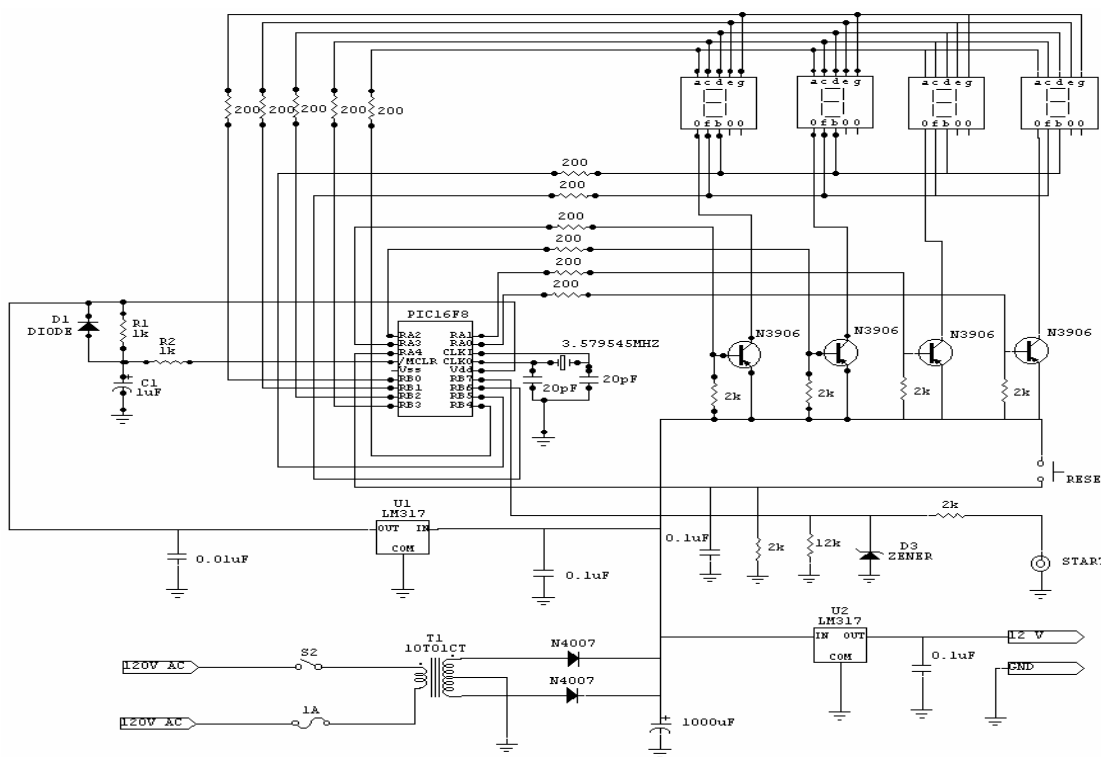 200 200 200 200 200
a c d e g
a c d e g
a c d e g
a c d e g
0 f b 0 0
0 f b 0 0
0 f b 0 0
0 f b 0 0
200
200
200
200
200
200
D1
DIODE
R1
1k
R2
1k
C1
1uF
PIC16F8
RA2 RA1
RA3 RA0
RA4 CLKI
/MCLR CLKO
Vss Vdd
RB0 RB7
RB1 RB6
RB2 RB5
RB3 RB4
3.579545MHZ
20pF
20pF
N3906
N3906
N3906
N3906
2k
2k
2k
2k
RESE
U1
LM317
OUT IN
COM
0.01uF
0.1uF
0.1uF
2k
12k
D3
ZENER
2k
START
U2
LM317
IN OUT
COM
0.1uF
12 V
GND
T1
10T01CT
S2
120V AC
120V AC
1A
N4007
N4007
1000uF